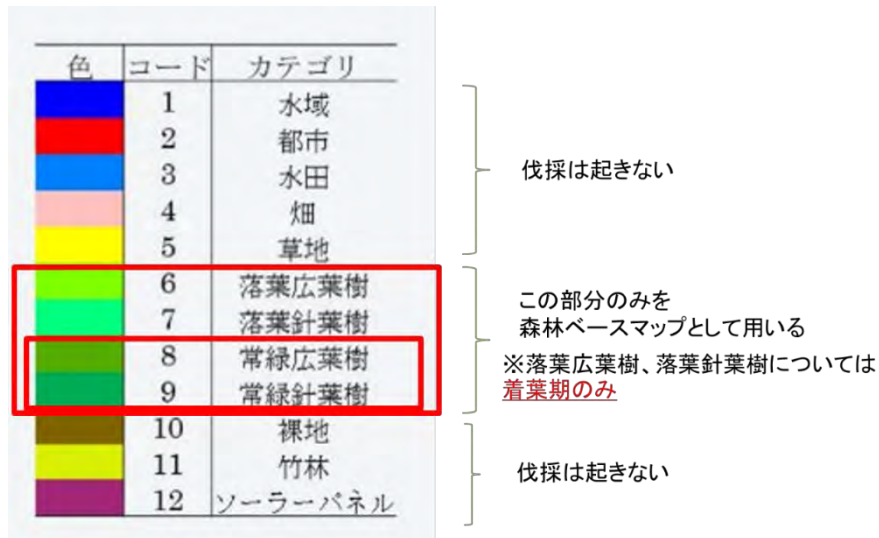 色 コード カテゴリ
1 水域
2 都市
3 水田
4 畑
5 草地
6 落葉広葉樹
7 落葉針葉樹
8 常緑広葉樹
9 常緑針葉樹
10 裸地
11 竹林
12 ソーラーパネル
伐採は起きない
この部分のみを
森林ベースマップとして用いる
※落葉広葉樹、落葉針葉樹については
着葉期のみ
伐採は起きない